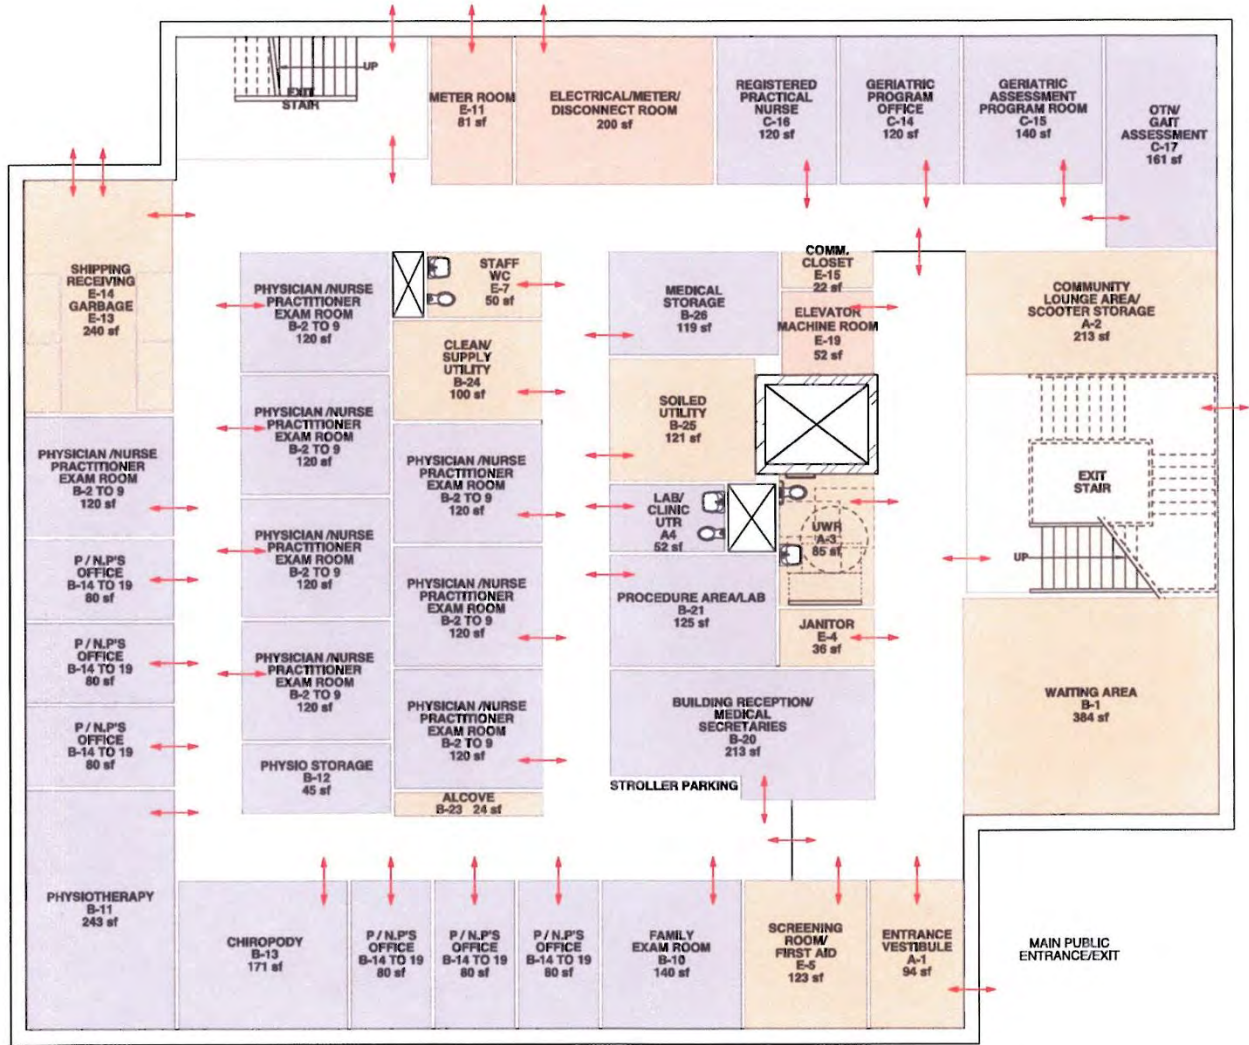 UP
EXIT
STAIR
METER ROOM
E-11
81 sf
ELECTRICAL/METER/
DISCONNECT ROOM
200 sf
REGISTERED
PRACTICAL
NURSE
C-16
120 sf
GERIATRIC
PROGRAM
OFFICE
C-14
120 sf
GERIATRIC
ASSESSMENT
PROGRAM ROOM
C-15
140 sf
OTN/
GAIT
ASSESSMENT
C-17
161 sf
SHIPPING
RECEIVING
E-14
GARBAGE
E-13
240 sf
PHYSICIAN /NURSE
PRACTITIONER
EXAM ROOM
B-2 TO 9
120 sf
STAFF
WC
E-7
50 sf
MEDICAL
STORAGE
B-26
119 sf
COMM.
CLOSET
E-15
22 sf
ELEVATOR
MACHINE ROOM
E-19
52 sf
COMMUNITY
LOUNGE AREA/
SCOOTER STORAGE
A-2
213 sf
CLEAN/
SUPPLY
UTILITY
B-24
100 sf
SOILED
UTILITY
B-25
121 sf
PHYSICIAN /NURSE
PRACTITIONER
EXAM ROOM
B-2 TO 9
120 sf
PHYSICIAN /NURSE
PRACTITIONER
EXAM ROOM
B-2 TO 9
120 sf
PHYSICIAN /NURSE
PRACTITIONER
EXAM ROOM
B-2 TO 9
120 sf
EXIT
STAIR
UP
LAB/
CLINIC
UTR
A4
52 sf
UWR
A-3
85 sf
P / N.P'S
OFFICE
B-14 TO 19
80 sf
PHYSICIAN /NURSE
PRACTITIONER
EXAM ROOM
B-2 TO 9
120 sf
PHYSICIAN /NURSE
PRACTITIONER
EXAM ROOM
B-2 TO 9
120 sf
PROCEDURE AREA/LAB
B-21
125 sf
JANITOR
E-4
36 sf
P / N.P'S
OFFICE
B-14 TO 19
80 sf
PHYSICIAN /NURSE
PRACTITIONER
EXAM ROOM
B-2 TO 9
120 sf
PHYSICIAN /NURSE
PRACTITIONER
EXAM ROOM
B-2 TO 9
120 sf
BUILDING RECEPTION/
MEDICAL
SECRETARIES
B-20
213 sf
WAITING AREA
B-1
384 sf
P / N.P'S
OFFICE
B-14 TO 19
80 sf
PHYSIO STORAGE
B-12
45 sf
STROLLER PARKING
ALCOVE
B-23 24 sf
PHYSIOTHERAPY
B-11
243 sf
CHIROPODY
B-13
171 sf
P / N.P'S
OFFICE
B-14 TO 19
80 sf
P / N.P'S
OFFICE
B-14 TO 19
80 sf
P / N.P'S
OFFICE
B-14 TO 19
80 sf
FAMILY
EXAM ROOM
B-10
140 sf
SCREENING
ROOM/
FIRST AID
E-5
123 sf
ENTRANCE
VESTIBULE
A-1
94 sf
MAIN PUBLIC
ENTRANCE/EXIT